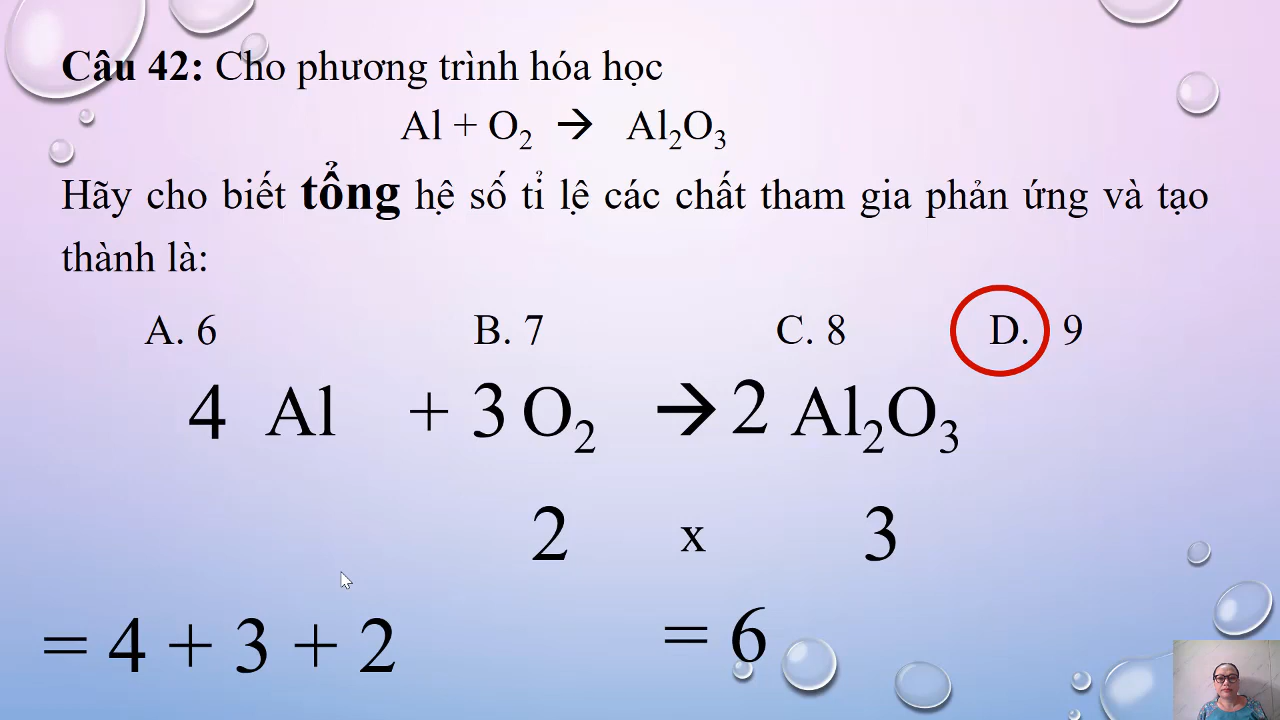 Câu 42: Cho phương trình hóa học
Al + O₂ → Al₂O₃
Hãy cho biết tổng hệ số tỉ lệ các chất tham gia phản ứng và tạo
thành là:
A. 6 B. 7 C. 8 D. 9
4 Al + 3 O₂ → 2 Al₂O₃
2 x 3
= 4 + 3 + 2 = 6